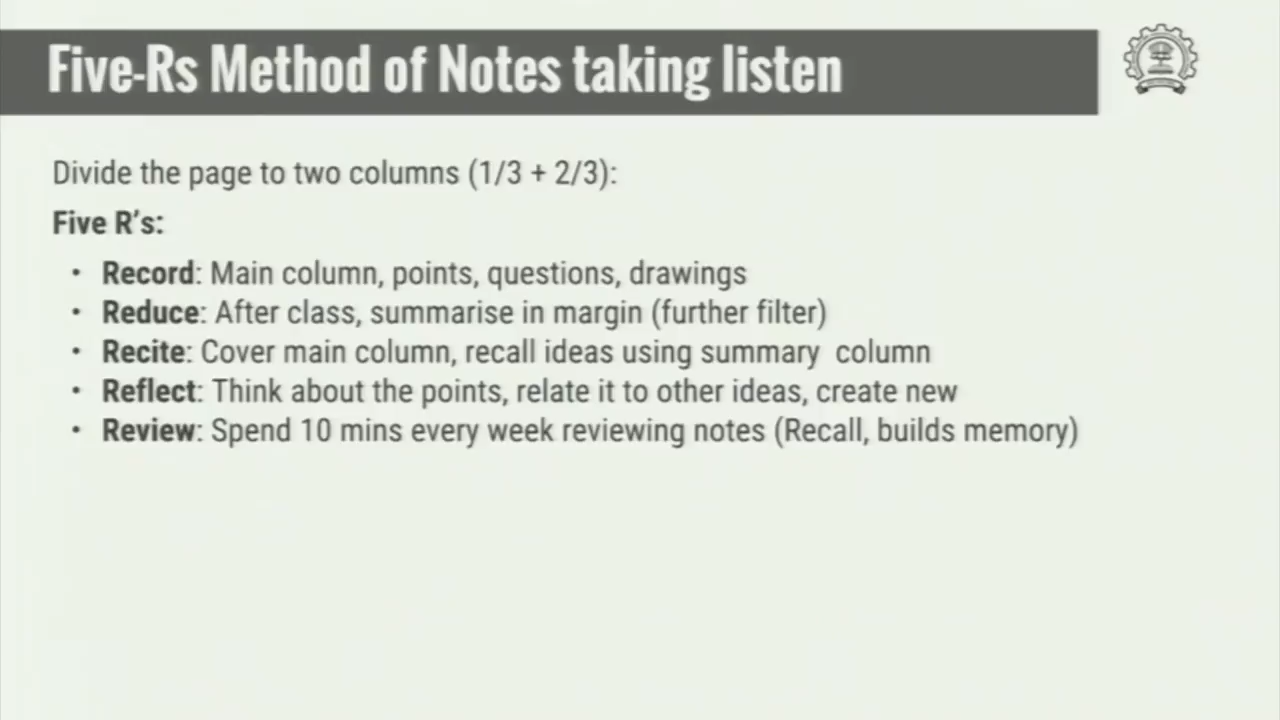 Five-Rs Method of Notes taking listen
Divide the page to two columns (1/3 + 2/3):
Five R's:
• Record: Main column, points, questions, drawings
• Reduce: After class, summarise in margin (further filter)
• Recite: Cover main column, recall ideas using summary column
• Reflect: Think about the points, relate it to other ideas, create new
• Review: Spend 10 mins every week reviewing notes (Recall, builds memory)